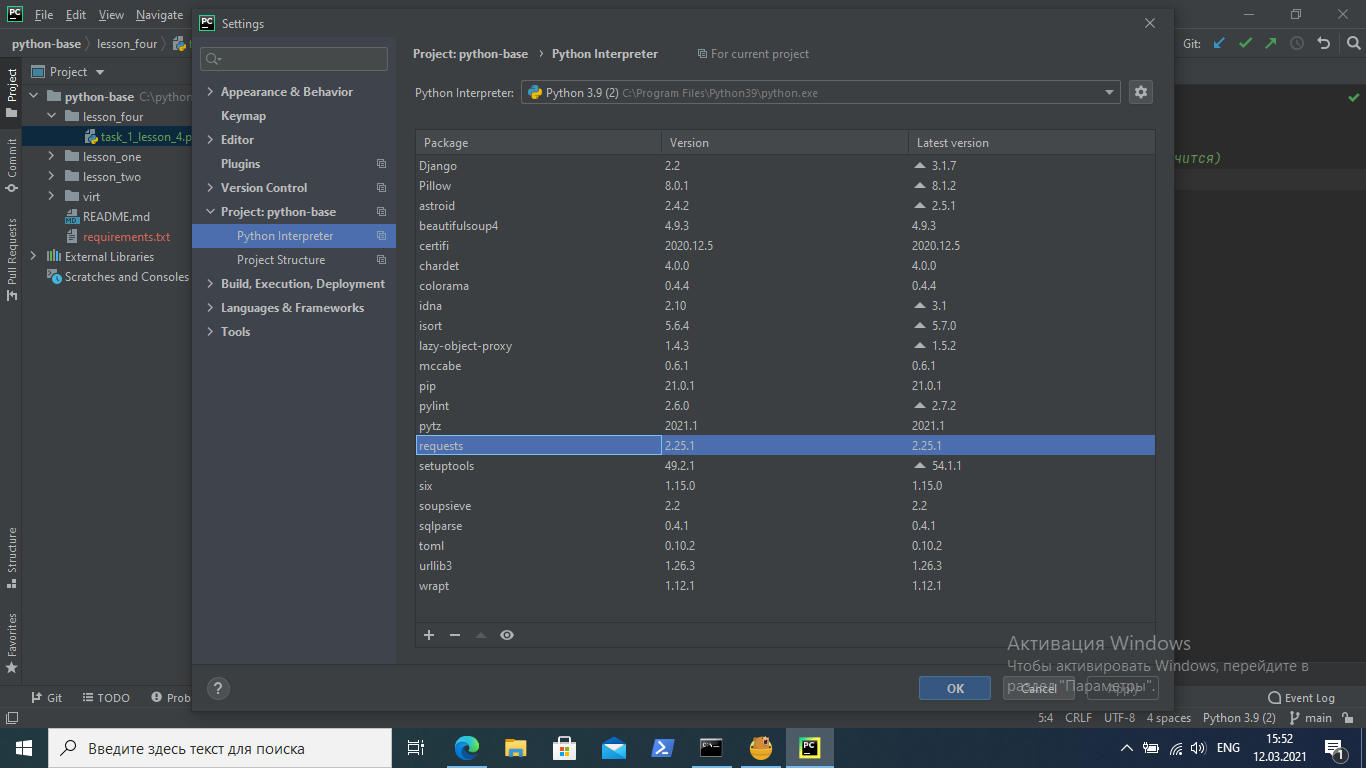 File Edit View Navigate
Settings
python-base lesson_four
Git:
Project
Project: python-base › Python Interpreter For current project
Python Interpreter: Python 3.9 (2) C:\Program Files\Python39\python.exe
Appearance & Behavior
Keymap
Editor
Plugins
Version Control
Project: python-base
Python Interpreter
Project Structure
Build, Execution, Deployment
Languages & Frameworks
Tools
python-base C:\python
lesson_four
task_1_lesson_4.p
lesson_one
lesson_two
virt
README.md
requirements.txt
External Libraries
Scratches and Consoles
Project
Commit
Pull Requests
Structure
Favorites
Package Version Latest version
Django 2.2 3.1.7
Pillow 8.0.1 8.1.2
astroid 2.4.2 2.5.1
beautifulsoup4 4.9.3 4.9.3
certifi 2020.12.5 2020.12.5
chardet 4.0.0 4.0.0
colorama 0.4.4 0.4.4
idna 2.10 3.1
isort 5.6.4 5.7.0
lazy-object-proxy 1.4.3 1.5.2
mccabe 0.6.1 0.6.1
pip 21.0.1 21.0.1
pylint 2.6.0 2.7.2
pytz 2021.1 2021.1
requests 2.25.1 2.25.1
setuptools 49.2.1 54.1.1
six 1.15.0 1.15.0
soupsieve 2.2 2.2
sqlparse 0.4.1 0.4.1
toml 0.10.2 0.10.2
urllib3 1.26.3 1.26.3
wrapt 1.12.1 1.12.1
Активация Windows
Чтобы активировать Windows, перейдите в
раздел "Параметры".
OK Cancel Apply
Git TODO Prob
Event Log
5:4 CRLF UTF-8 4 spaces Python 3.9 (2) main
Введите здесь текст для поиска
ENG
15:52
12.03.2021
1